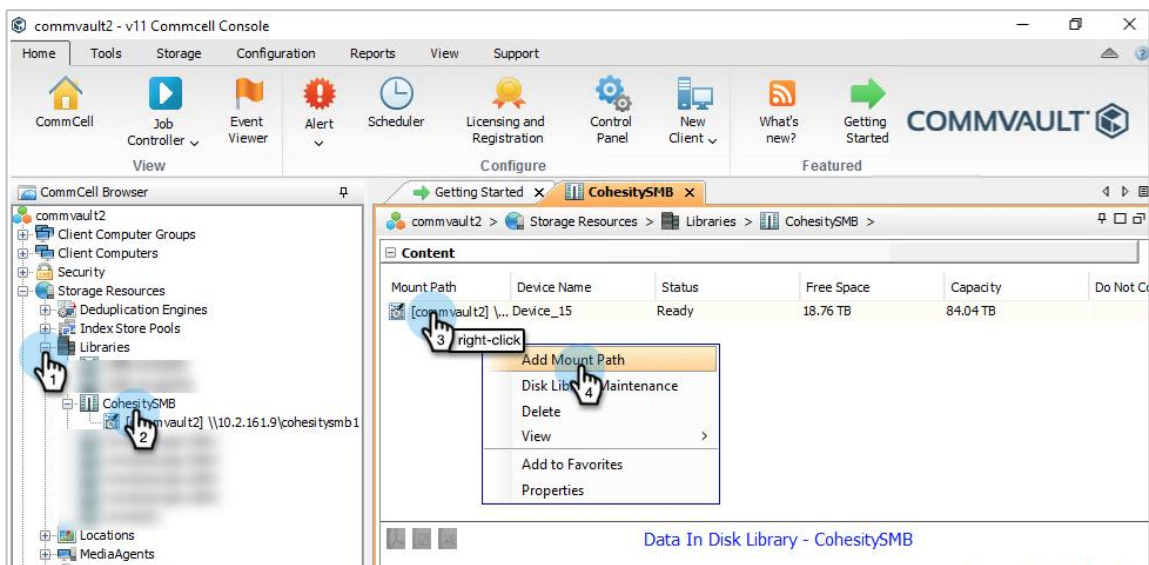 commvault2 - v11 Commcell Console
Home Tools Storage Configuration Reports View Support
CommCell Job Controller Event Viewer Alert Scheduler Licensing and Registration Control Panel New Client What's new? Getting Started COMMVAULT
View Configure Featured
CommCell Browser
commvault2
Client Computer Groups
Client Computers
Security
Storage Resources
Deduplication Engines
Index Store Pools
Libraries
1
CohesitySMB
2
vault2] \\10.2.161.9\cohesitysmb1
Locations
MediaAgents
Getting Started CohesitySMB
commvault2 > Storage Resources > Libraries > CohesitySMB >
Content
Mount Path Device Name Status Free Space Capacity Do Not Co
[commvault2] \... Device_15 Ready 18.76 TB 84.04 TB
3 right-click
Add Mount Path
4
Disk Library Maintenance
Delete
View >
Add to Favorites
Properties
Data In Disk Library - CohesitySMB